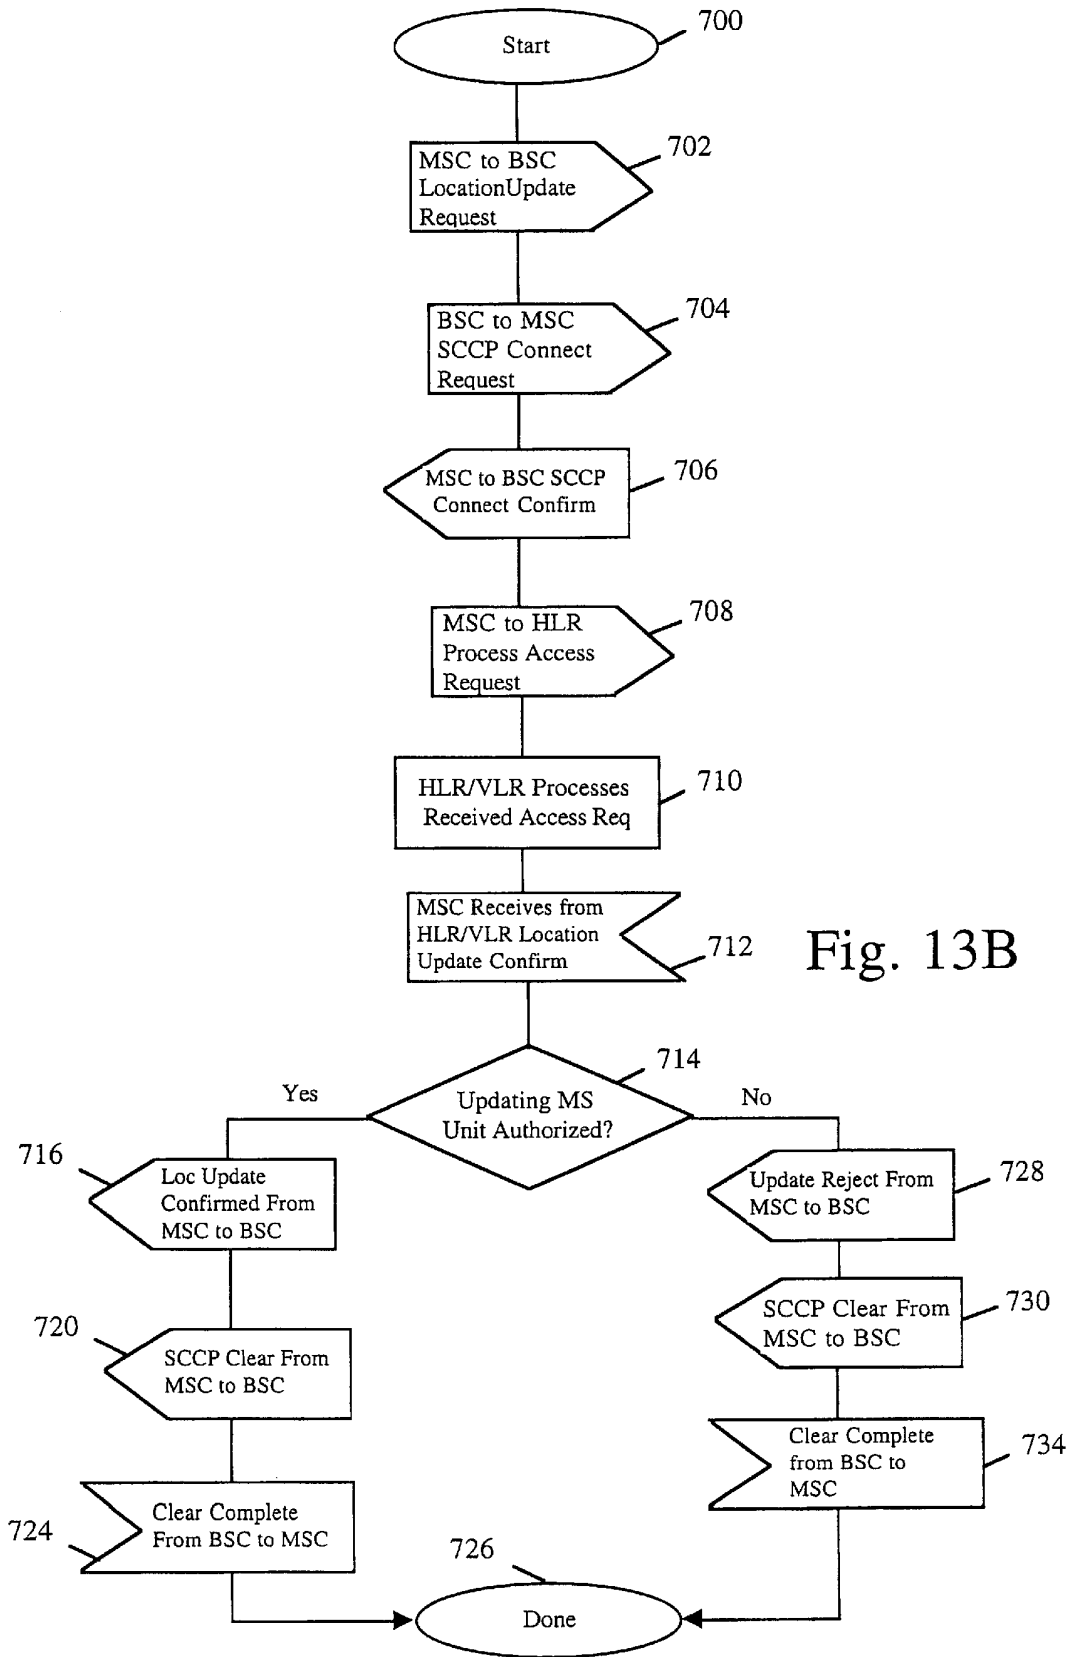 Start
700
MSC to BSC
LocationUpdate
Request
702
BSC to MSC
SCCP Connect
Request
704
MSC to BSC SCCP
Connect Confirm
706
MSC to HLR
Process Access
Request
708
HLR/VLR Processes
Received Access Req
710
MSC Receives from
HLR/VLR Location
Update Confirm
712
Fig. 13B
Updating MS
Unit Authorized?
714
Yes
No
716
Loc Update
Confirmed From
MSC to BSC
Update Reject From
MSC to BSC
728
720
SCCP Clear From
MSC to BSC
SCCP Clear From
MSC to BSC
730
724
Clear Complete
From BSC to MSC
Clear Complete
from BSC to
MSC
734
726
Done